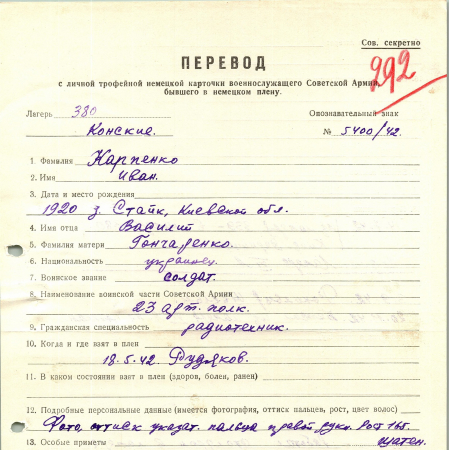 Сов. секретно
292
ПЕРЕВОД
с личной трофейной немецкой карточки военнослужащего Советской Армии,
бывшего в немецком плену.
Лагерь 380 Опознавательный знак
Конские. № 5400/42.
1. Фамилия Карпенко
2. Имя Иван.
3. Дата и место рождения
1920 г. Стайк, Киевской обл.
4. Имя отца Василий
5. Фамилия матери Гончаренко.
6. Национальность украинец.
7. Воинское звание солдат.
8. Наименование воинской части Советской Армии
23 арт. полк.
9. Гражданская специальность радиотехник.
10. Когда и где взят в плен
18.5.42 Рудяков.
11. В каком состоянии взят в плен (здоров, болен, ранен)
12. Подробные персональные данные (имеется фотография, оттиск пальцев, рост, цвет волос)
Фото, оттиск указат. пальца правой руки. Рост 165.
13. Особые приметы шатен.